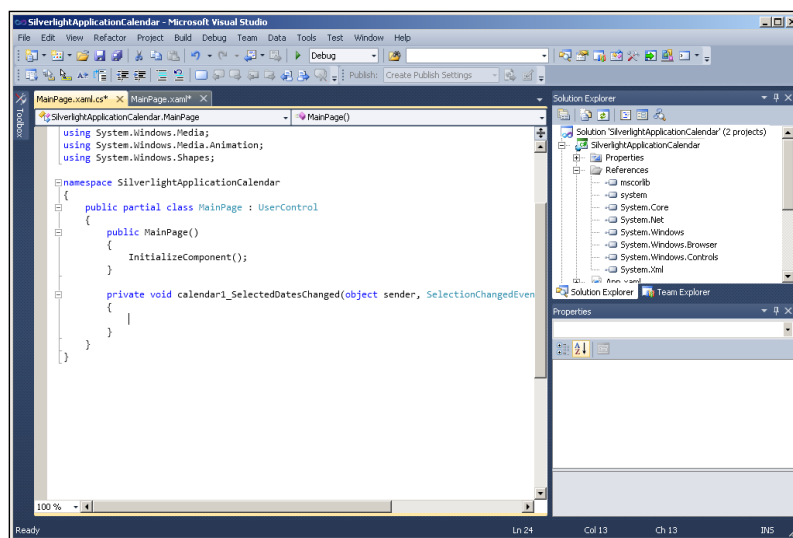 SilverlightApplicationCalendar - Microsoft Visual Studio
File Edit View Refactor Project Build Debug Team Data Tools Test Window Help
Debug
Publish: Create Publish Settings
MainPage.xaml.cs* MainPage.xaml*
Toolbox
SilverlightApplicationCalendar.MainPage MainPage()
using System.Windows.Media;
using System.Windows.Media.Animation;
using System.Windows.Shapes;
namespace SilverlightApplicationCalendar
{
public partial class MainPage : UserControl
{
public MainPage()
{
InitializeComponent();
}
private void calendar1_SelectedDatesChanged(object sender, SelectionChangedEven
{
}
}
}
100 %
Solution Explorer
Solution 'SilverlightApplicationCalendar' (2 projects)
SilverlightApplicationCalendar
Properties
References
mscorlib
system
System.Core
System.Net
System.Windows
System.Windows.Browser
System.Windows.Controls
System.Xml
App.xaml
Solution Explorer Team Explorer
Properties
Ready Ln 24 Col 13 Ch 13 INS